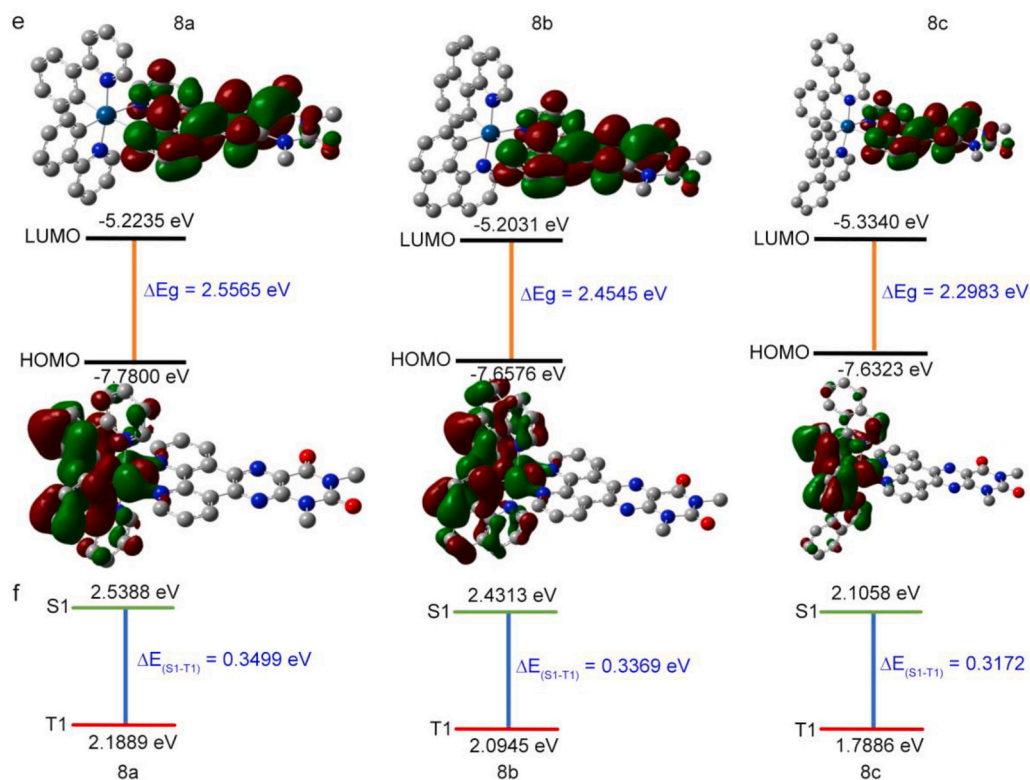 e
8a
8b
8c
-5.2235 eV
-5.2031 eV
-5.3340 eV
LUMO
LUMO
LUMO
ΔEg = 2.5565 eV
ΔEg = 2.4545 eV
ΔEg = 2.2983 eV
HOMO
HOMO
HOMO
-7.7800 eV
-7.6576 eV
-7.6323 eV
f
2.5388 eV
2.4313 eV
2.1058 eV
S1
S1
S1
ΔE(S1-T1) = 0.3499 eV
ΔE(S1-T1) = 0.3369 eV
ΔE(S1-T1) = 0.3172
T1
T1
T1
2.1889 eV
2.0945 eV
1.7886 eV
8a
8b
8c